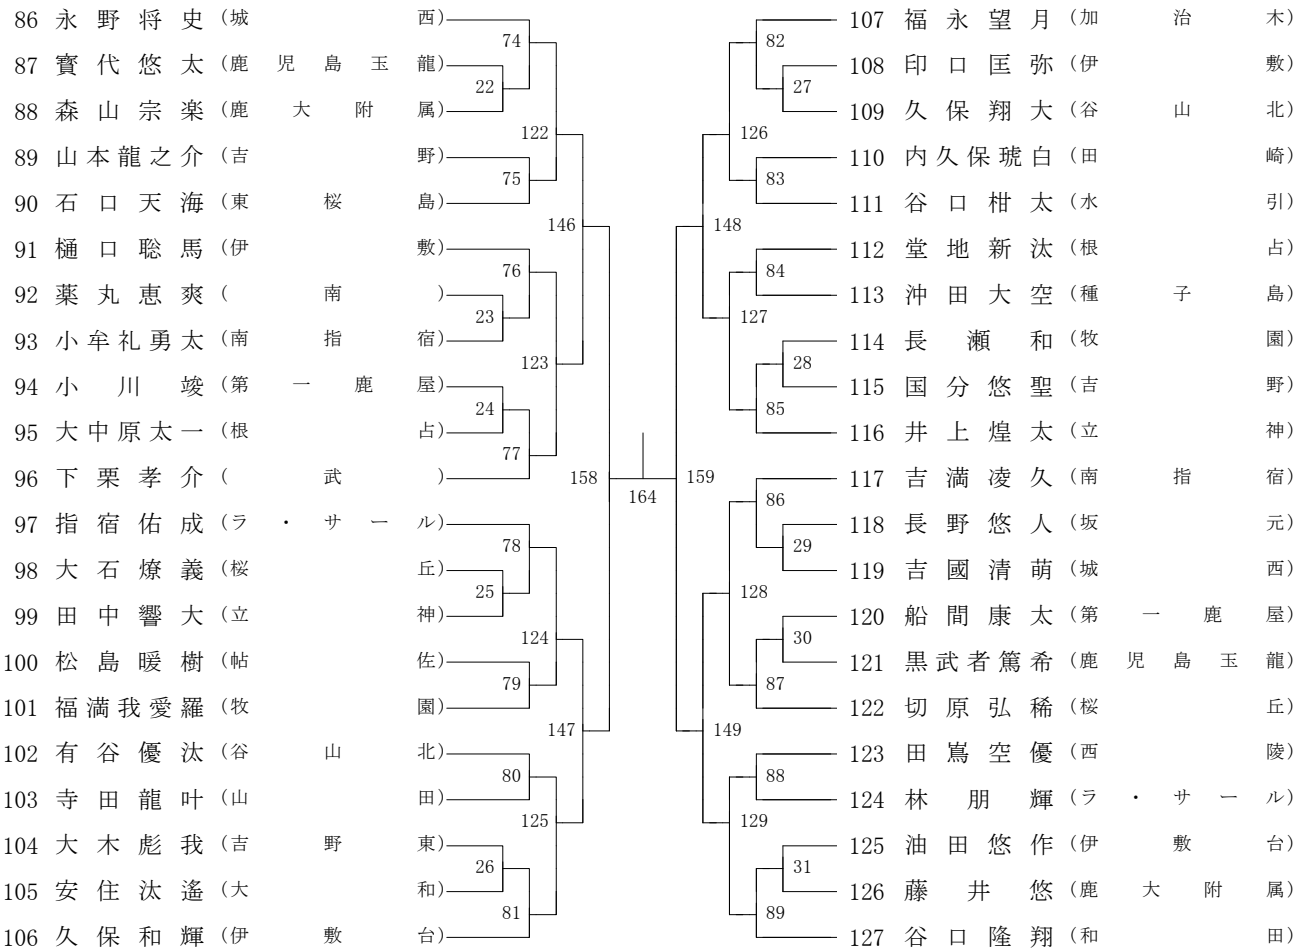 86 永野将史 (城西)
87 寳代悠太 (鹿児島玉龍)
88 森山宗楽 (鹿大附属)
89 山本龍之介 (吉野)
90 石口天海 (東桜島)
91 樋口聡馬 (伊敷)
92 薬丸恵爽 (南)
93 小牟礼勇太 (南指宿)
94 小川竣 (第一鹿屋)
95 大中原太一 (根占)
96 下栗孝介 (武)
97 指宿佑成 (ラ・サール)
98 大石燎義 (桜丘)
99 田中響大 (立神)
100 松島暖樹 (帖佐)
101 福満我愛羅 (牧園)
102 有谷優汰 (谷山北)
103 寺田龍叶 (山田)
104 大木彪我 (吉野東)
105 安住汰遙 (大和)
106 久保和輝 (伊敷台)
74
22
122
75
146
76
23
123
24
77
158
78
25
124
79
147
80
125
26
81
164
82
27
126
83
148
84
127
28
85
159
86
29
128
30
87
149
88
129
31
89
107 福永望月 (加治木)
108 印口匡弥 (伊敷)
109 久保翔大 (谷山北)
110 内久保琥白 (田崎)
111 谷口柑太 (水引)
112 堂地新汰 (根占)
113 沖田大空 (種子島)
114 長瀬和 (牧園)
115 国分悠聖 (吉野)
116 井上煌太 (立神)
117 吉満凌久 (南指宿)
118 長野悠人 (坂元)
119 吉國清萌 (城西)
120 船間康太 (第一鹿屋)
121 黒武者篤希 (鹿児島玉龍)
122 切原弘稀 (桜丘)
123 田嶌空優 (西陵)
124 林朋輝 (ラ・サール)
125 油田悠作 (伊敷台)
126 藤井悠 (鹿大附属)
127 谷口隆翔 (和田)